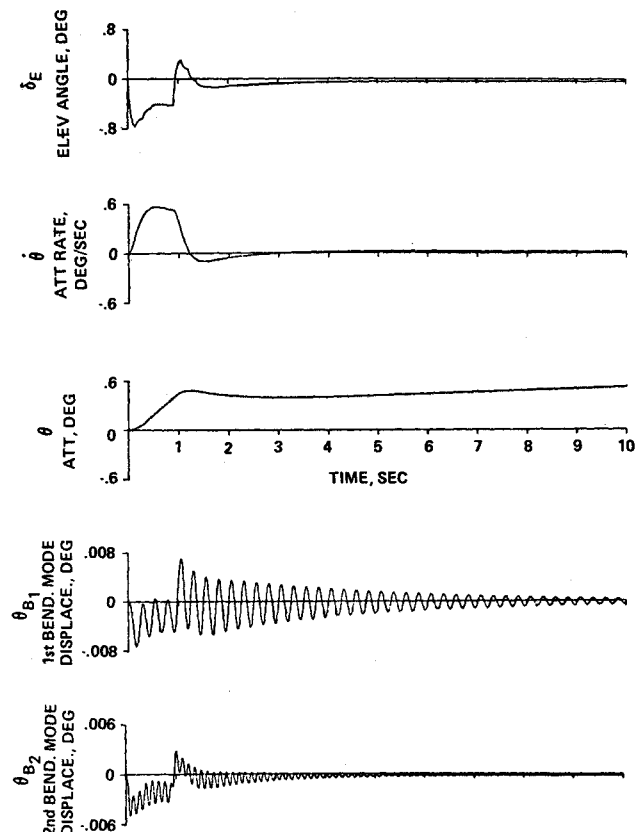 .8
0
-.8
δE
ELEV ANGLE, DEG
.6
0
-.6
θ̇
ATT RATE,
DEG/SEC
.6
0
-.6
θ
ATT, DEG
1 2 3 4 5 6 7 8 9 10
TIME, SEC
.008
0
-.008
θB1
1st BEND. MODE
DISPLACE., DEG
.006
0
-.006
θB2
2nd BEND. MODE
DISPLACE., DEG